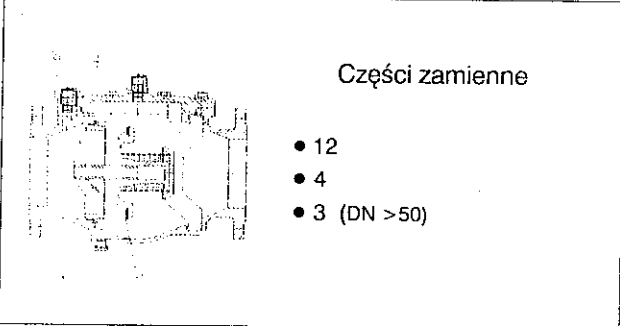 Części zamienne
● 12
● 4
● 3 (DN >50)